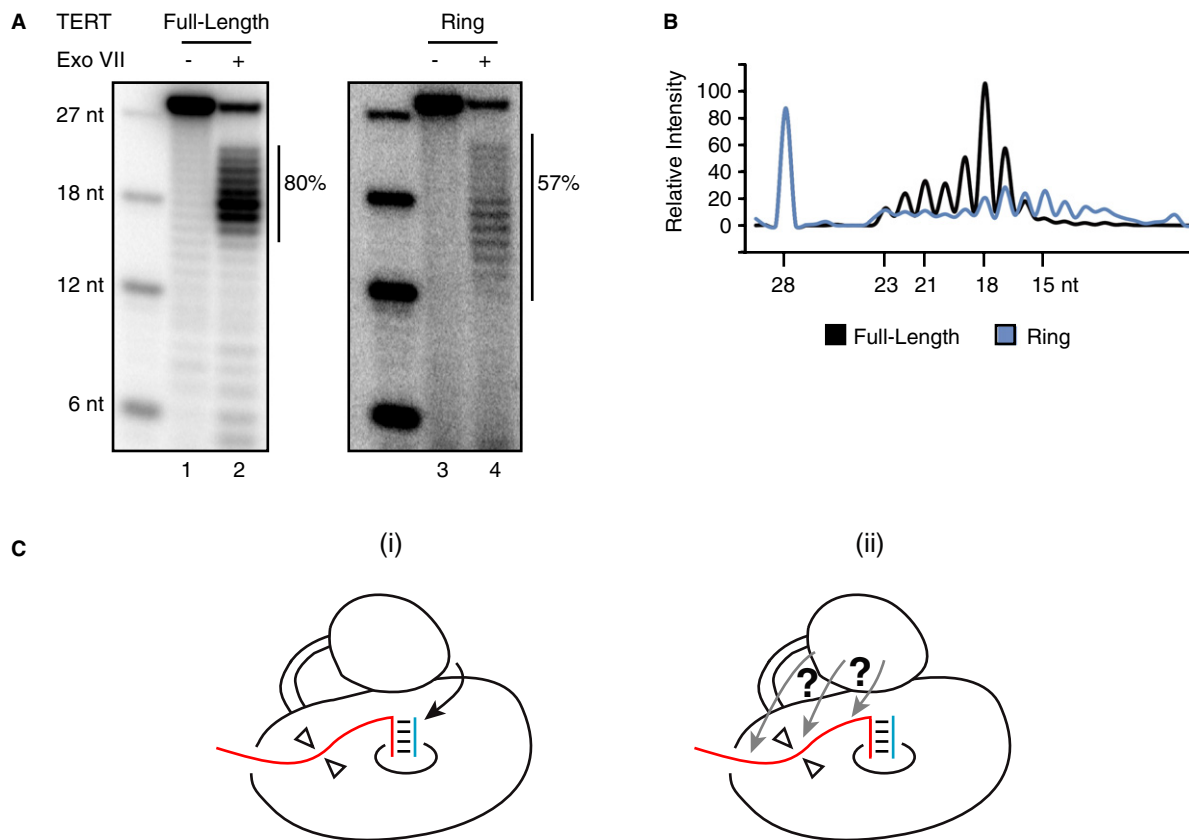 A
TERT Full-Length Ring
Exo VII - + - +
27 nt
18 nt
12 nt
6 nt
80%
57%
1 2 3 4
B
Relative Intensity
100
80
60
40
20
0
28 23 21 18 15 nt
Full-Length Ring
C
(i) (ii)
? ?